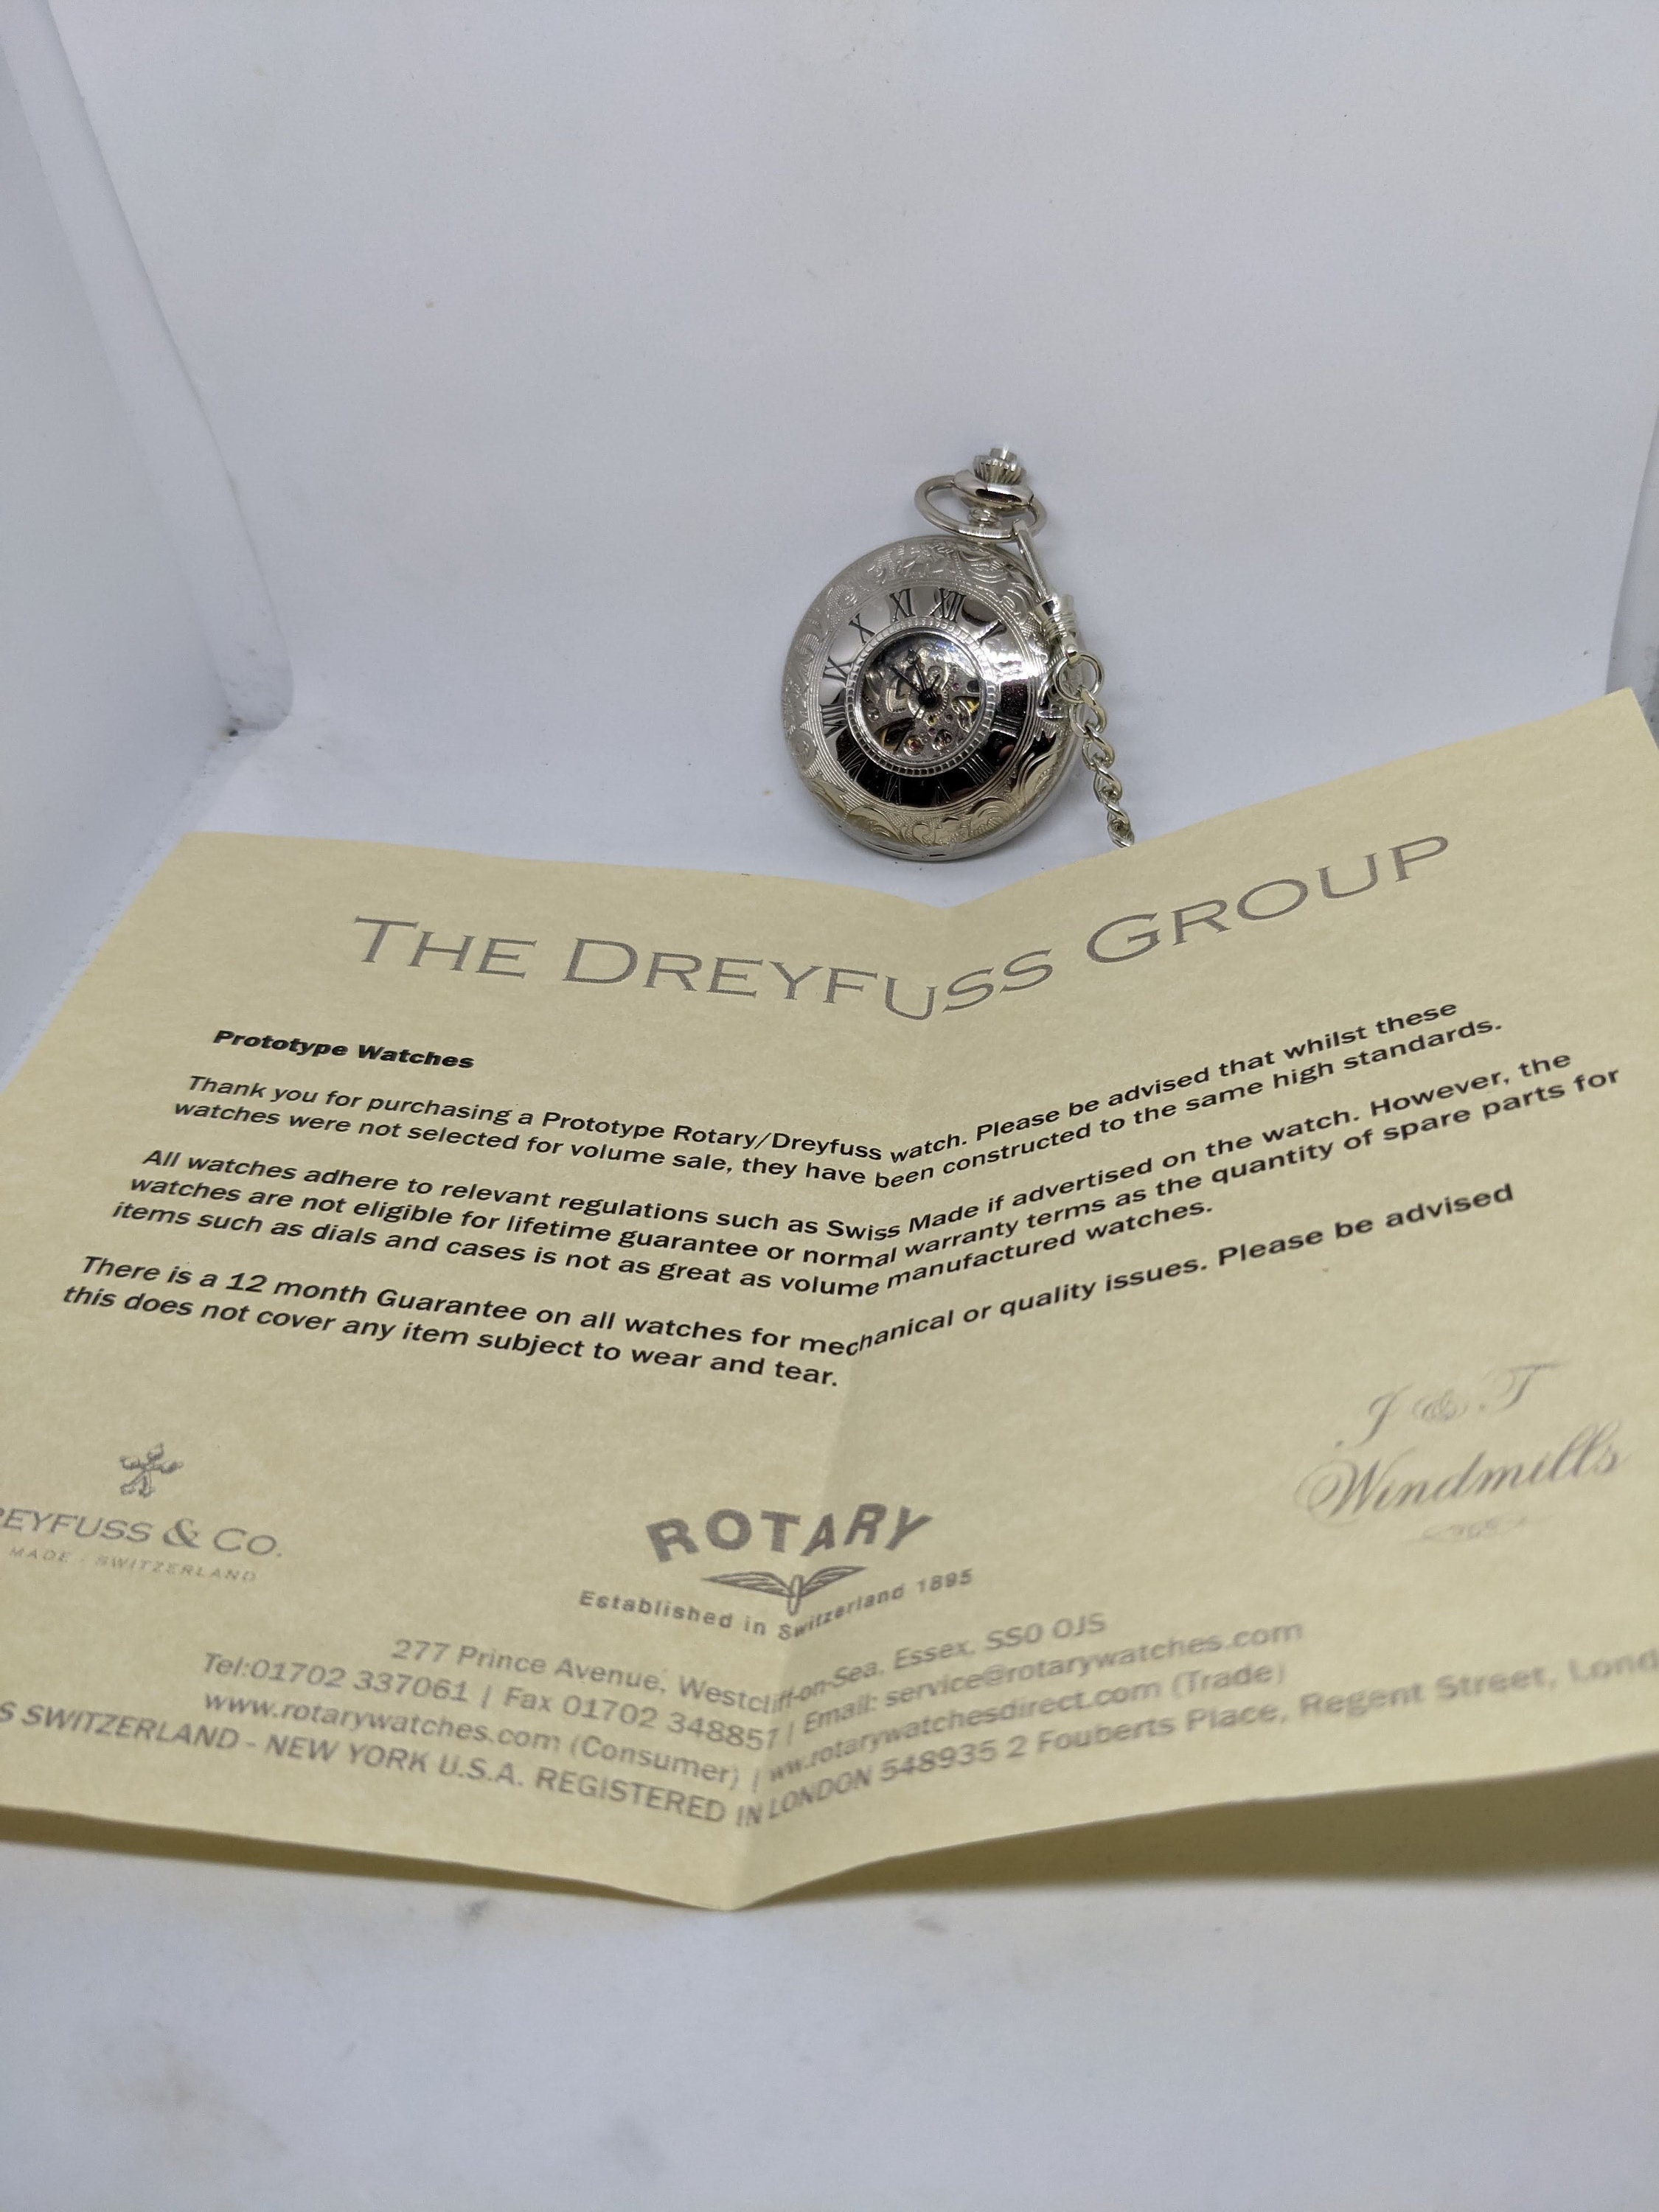 XII
I
XI
X
IX
VIII
THE DREYFUSS GROUP
Prototype Watches
Thank you for purchasing a Prototype Rotary/Dreyfuss watch. Please be advised that whilst these
watches were not selected for volume sale, they have been constructed to the same high standards.
All watches adhere to relevant regulations such as Swiss Made if advertised on the watch. However, the
watches are not eligible for lifetime guarantee or normal warranty terms as the quantity of spare parts for
items such as dials and cases is not as great as volume manufactured watches.
There is a 12 month Guarantee on all watches for mechanical or quality issues. Please be advised
this does not cover any item subject to wear and tear.
REYFUSS & CO.
MADE SWITZERLAND
ROTARY
Established in Switzerland 1895
J & T
Windmills
277 Prince Avenue, Westcliff-on-Sea, Essex, SS0 0JS
Tel:01702 337061 | Fax 01702 348857 | Email: service@rotarywatches.com
www.rotarywatches.com (Consumer) | ww.rotarywatchesdirect.com (Trade)
S SWITZERLAND - NEW YORK U.S.A. REGISTERED IN LONDON 548935 2 Fouberts Place, Regent Street, Lond